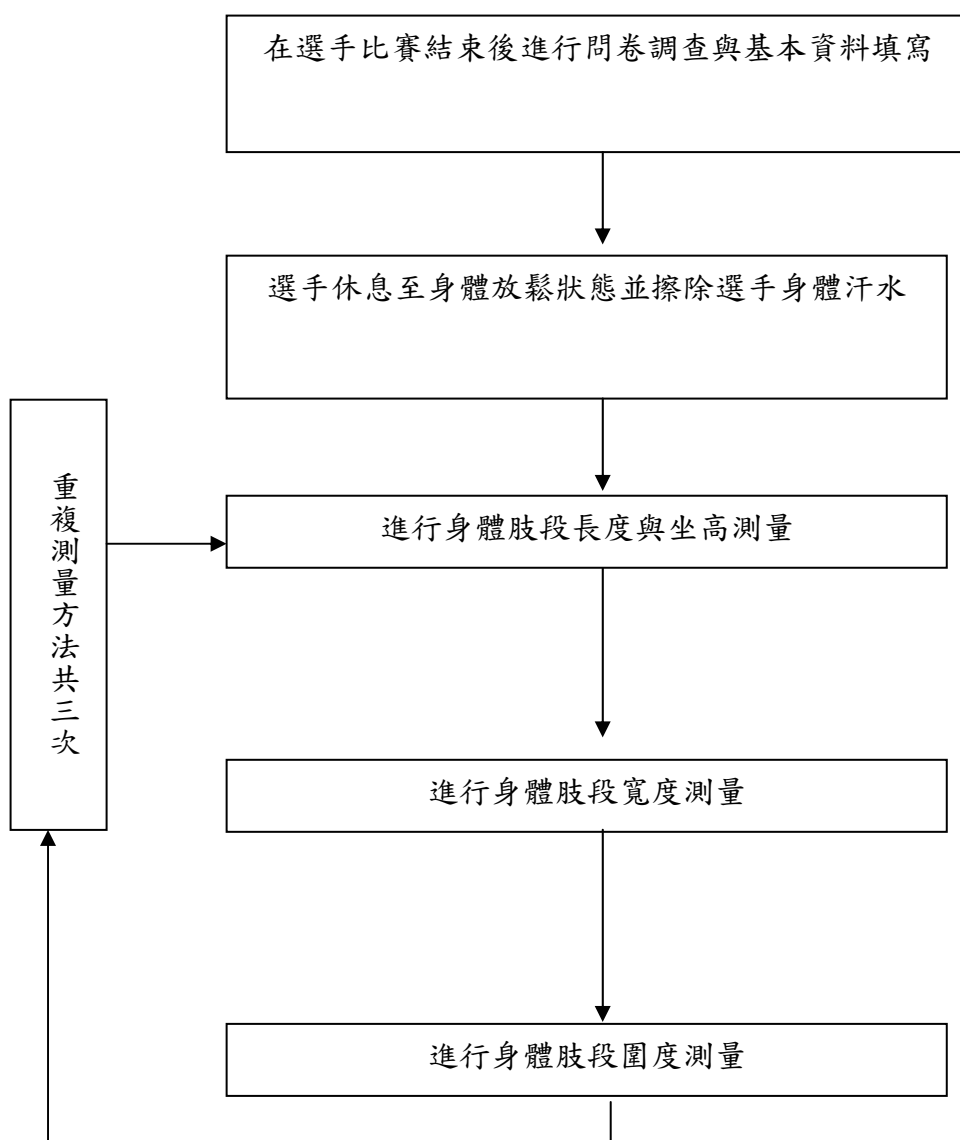 在選手比賽結束後進行問卷調查與基本資料填寫
選手休息至身體放鬆狀態並擦除選手身體汗水
重複測量方法共三次
進行身體肢段長度與坐高測量
進行身體肢段寬度測量
進行身體肢段圍度測量